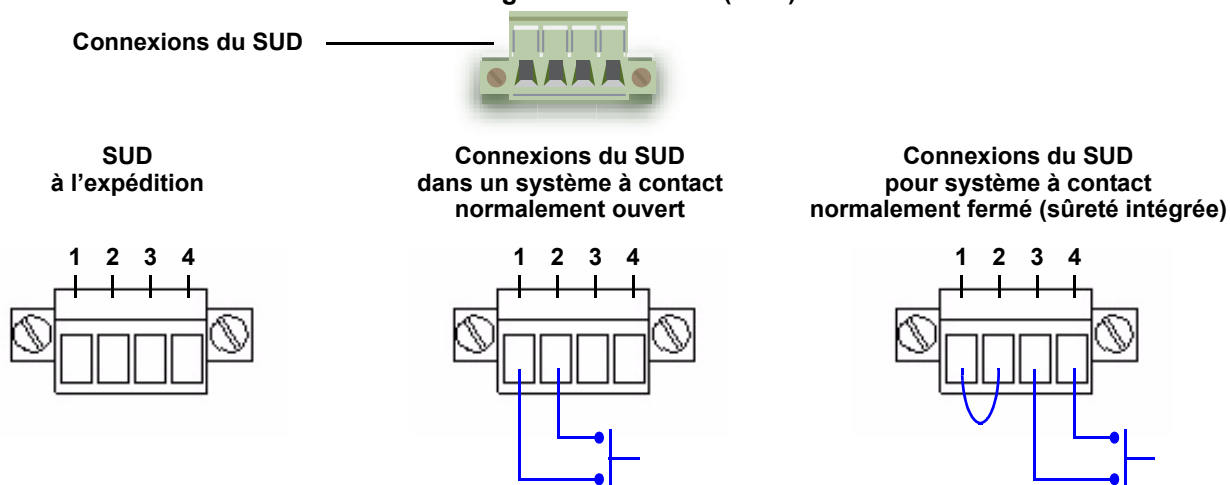 Connexions du SUD
SUD
à l'expédition
Connexions du SUD
dans un système à contact
normalement ouvert
Connexions du SUD
pour système à contact
normalement fermé (sûreté intégrée)
1 2 3 4
1 2 3 4
1 2 3 4